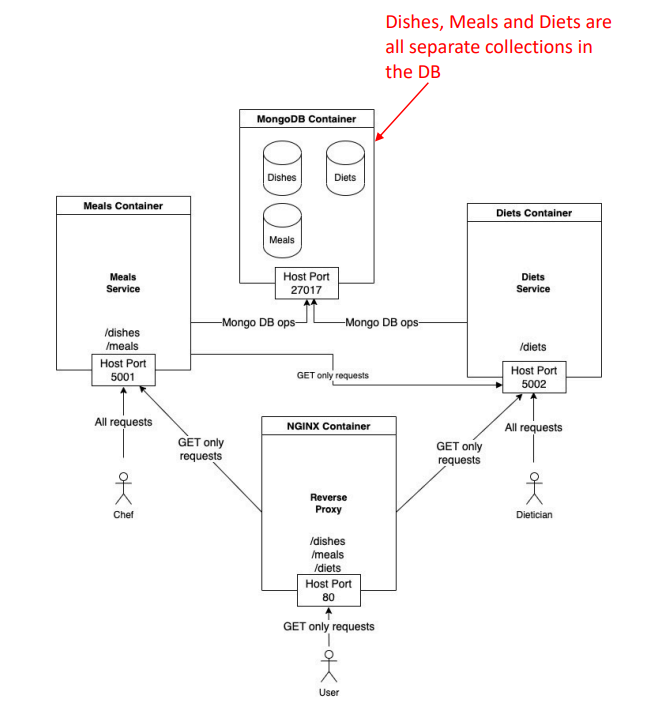 Dishes, Meals and Diets are
all separate collections in
the DB
MongoDB Container
Dishes
Diets
Meals
Host Port
27017
Meals Container
Meals
Service
/dishes
/meals
Host Port
5001
Diets Container
Diets
Service
/diets
Host Port
5002
Mongo DB ops
Mongo DB ops
GET only requests
All requests
GET only
requests
Chef
NGINX Container
Reverse
Proxy
/dishes
/meals
/diets
Host Port
80
GET only
requests
All requests
Dietician
GET only requests
User